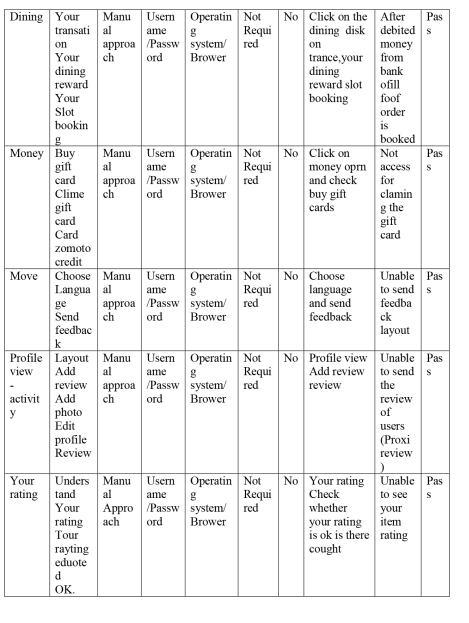 Dining
Your
transati
on
Your
dining
reward
Your
Slot
bookin
g
Manu
al
approa
ch
Usern
ame
/Passw
ord
Operatin
g
system/
Brower
Not
Requi
red
No
Click on the
dining disk
on
trance,your
dining
reward slot
booking
After
debited
money
from
bank
ofill
foof
order
is
booked
Pas
s
Money
Buy
gift
card
Clime
gift
card
Card
zomoto
credit
Manu
al
approa
ch
Usern
ame
/Passw
ord
Operatin
g
system/
Brower
Not
Requi
red
No
Click on
money oprn
and check
buy gift
cards
Not
access
for
clamin
g the
gift
card
Pas
s
Move
Choose
Langua
ge
Send
feedbac
k
Manu
al
approa
ch
Usern
ame
/Passw
ord
Operatin
g
system/
Brower
Not
Requi
red
No
Choose
language
and send
feedback
Unable
to send
feedba
ck
layout
Pas
s
Profile
view
-
activit
y
Layout
Add
review
Add
photo
Edit
profile
Review
Manu
al
approa
ch
Usern
ame
/Passw
ord
Operatin
g
system/
Brower
Not
Requi
red
No
Profile view
Add review
review
Unable
to send
the
review
of
users
(Proxi
review
)
Pas
s
Your
rating
Unders
tand
Your
rating
Tour
rayting
eduote
d
OK.
Manu
al
Appro
ach
Usern
ame
/Passw
ord
Operatin
g
system/
Brower
Not
Requi
red
No
Your rating
Check
whether
your rating
is ok is there
cought
Unable
to see
your
item
rating
Pas
s